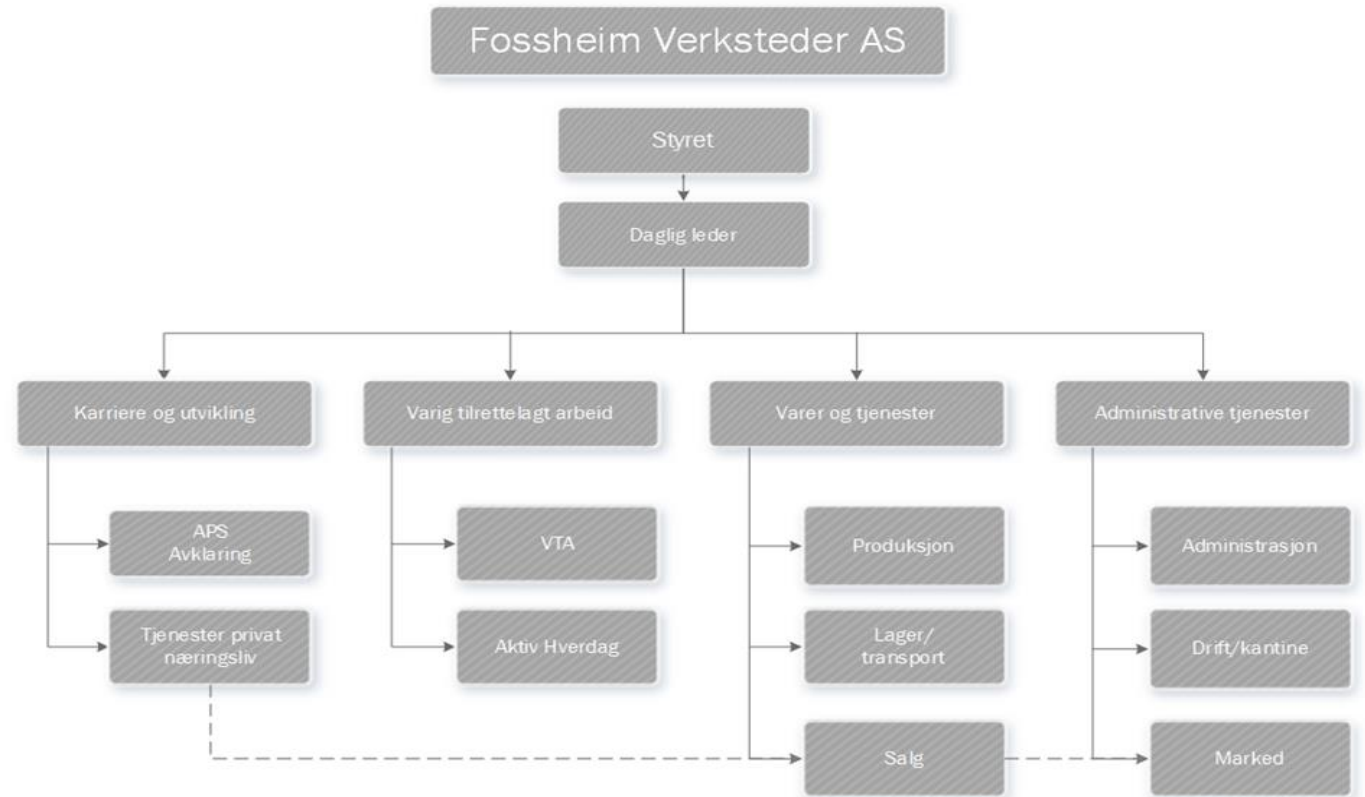 Fossheim Verksteder AS
Styret
Daglig leder
Karriere og utvikling
Varig tilrettelagt arbeid
Varer og tjenester
Administrative tjenester
APS
Avklaring
VTA
Produksjon
Administrasjon
Tjenester privat
næringsliv
Aktiv Hverdag
Lager/
transport
Drift/kantine
Salg
Marked